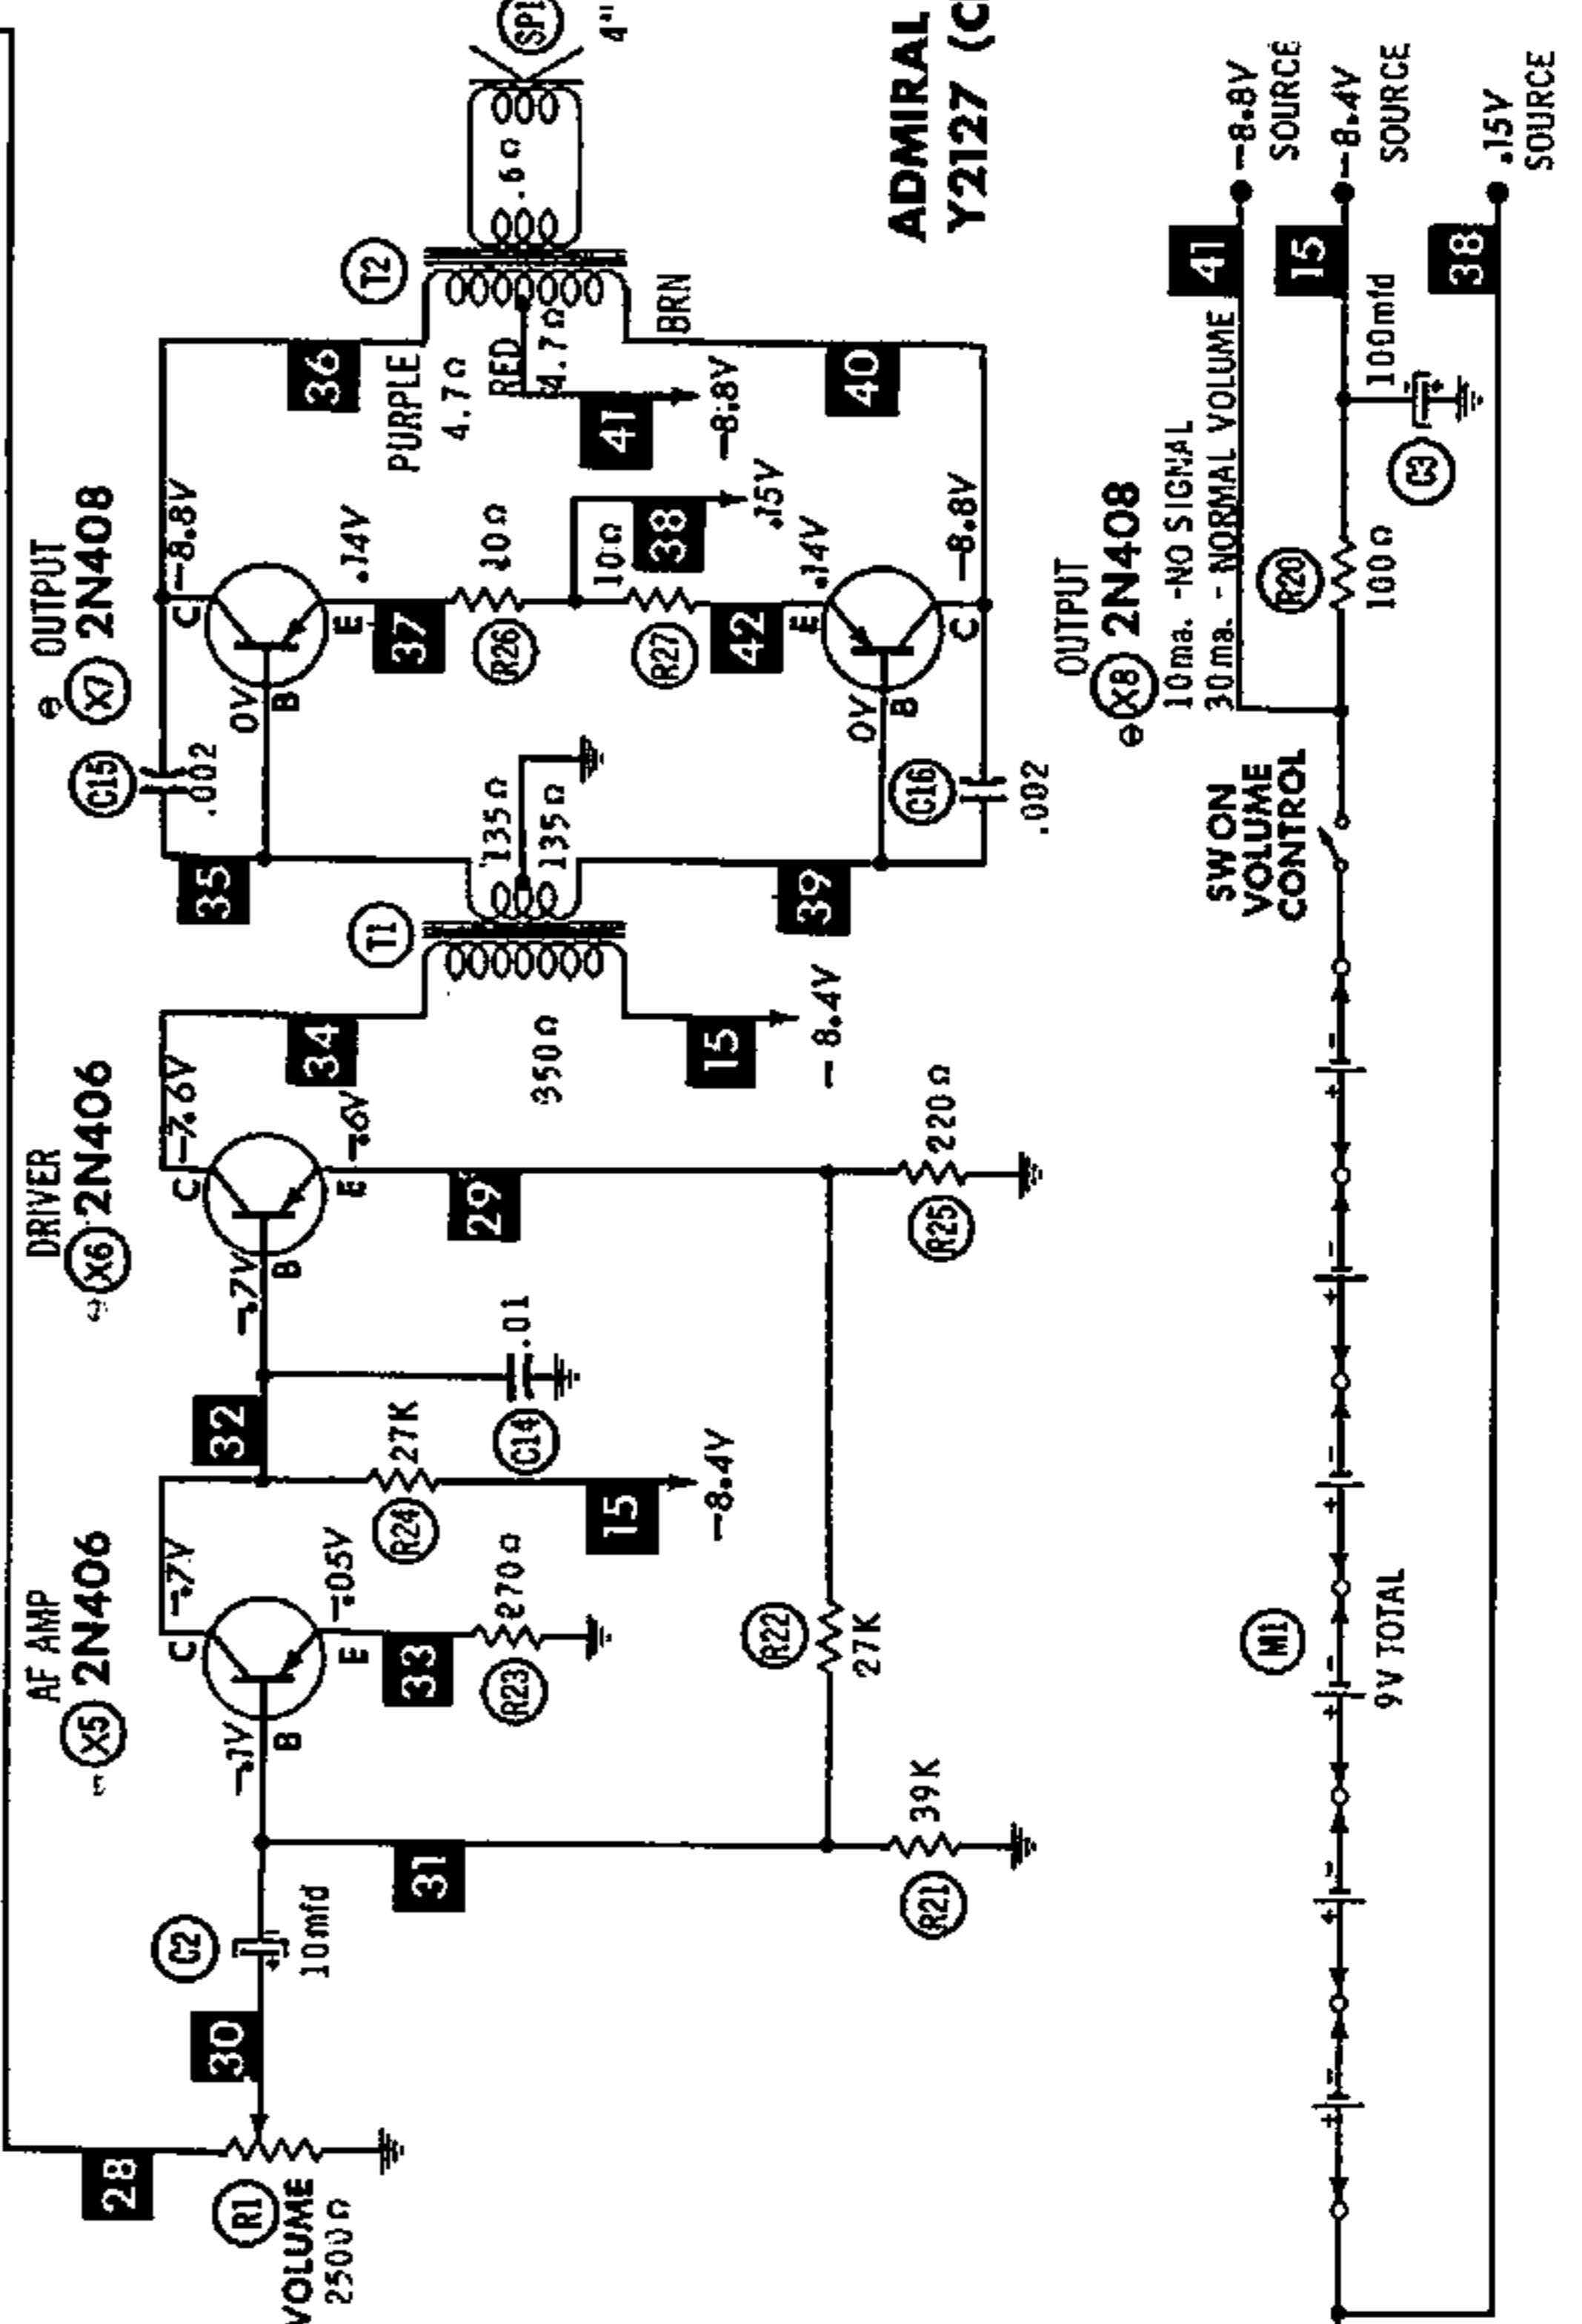 28
R1
VOLUME
2500Ω
30
C2
10mfd
31
R21
39K
R22
27K
AF AMP
X5 2N406
-.1V
B
C
-.7V
E
-.05V
33
R23
270Ω
32
R24
27K
15
-8.4V
C14
.01
DRIVER
X6 2N406
-.7V
B
C
-7.6V
E
-.6V
29
R25
220Ω
34
350Ω
15
-8.4V
T1
135Ω
135Ω
35
39
C15
.002
OUTPUT
X7 2N408
0V
B
C
-8.8V
E
.14V
37
R26
10Ω
10Ω
38
.15V
R27
42
.14V
E
0V
B
C
-8.8V
C16
.002
OUTPUT
X8 2N408
36
PURPLE
4.7Ω
RED
4.7Ω
41
-8.8V
BRN
40
T2
.6Ω
SP1
4"
ADMIRAL
Y2127 (C
10ma. -NO SIGNAL
30ma. - NORMAL VOLUME
SW ON
VOLUME
CONTROL
M1
9V TOTAL
R20
100Ω
C3
100mfd
41
-8.8V
SOURCE
15
-8.4V
SOURCE
38
.15V
SOURCE